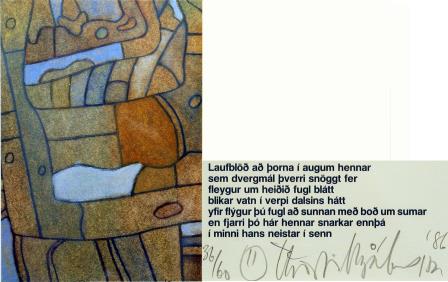 Laufblöð að þorna í augum hennar
sem dvergmál þverri snöggt fer
fleygur um heiðið fugl blátt
blikar vatn í verpi dalsins hátt
yfir flýgur þú fugl að sunnan með boð um sumar
en fjarri þó hár hennar snarkar ennþá
í minni hans neistar í senn
36/60 11 '86